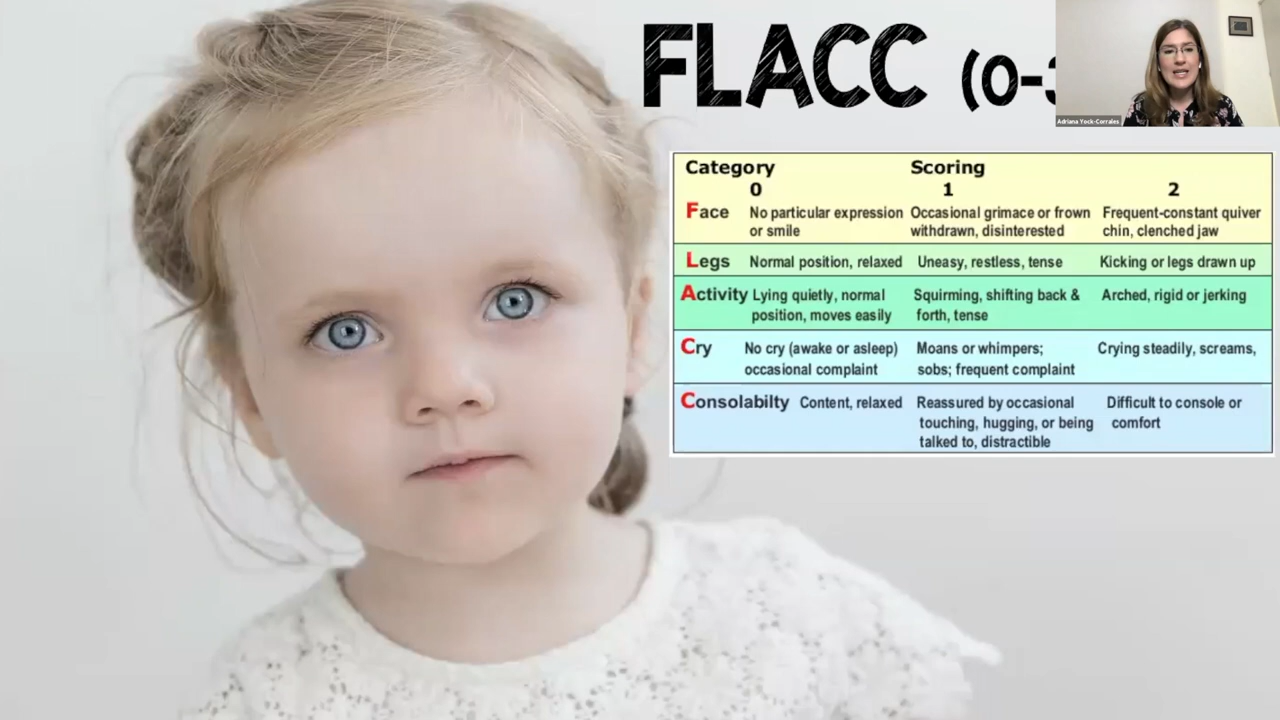 FLACC (0-3
Adriana Yock-Corrales
Category Scoring
0 1 2
Face No particular expression Occasional grimace or frown Frequent-constant quiver
or smile withdrawn, disinterested chin, clenched jaw
Legs Normal position, relaxed Uneasy, restless, tense Kicking or legs drawn up
Activity Lying quietly, normal Squirming, shifting back & Arched, rigid or jerking
position, moves easily forth, tense
Cry No cry (awake or asleep) Moans or whimpers; Crying steadily, screams,
occasional complaint sobs; frequent complaint
Consolabilty Content, relaxed Reassured by occasional Difficult to console or
touching, hugging, or being comfort
talked to, distractible